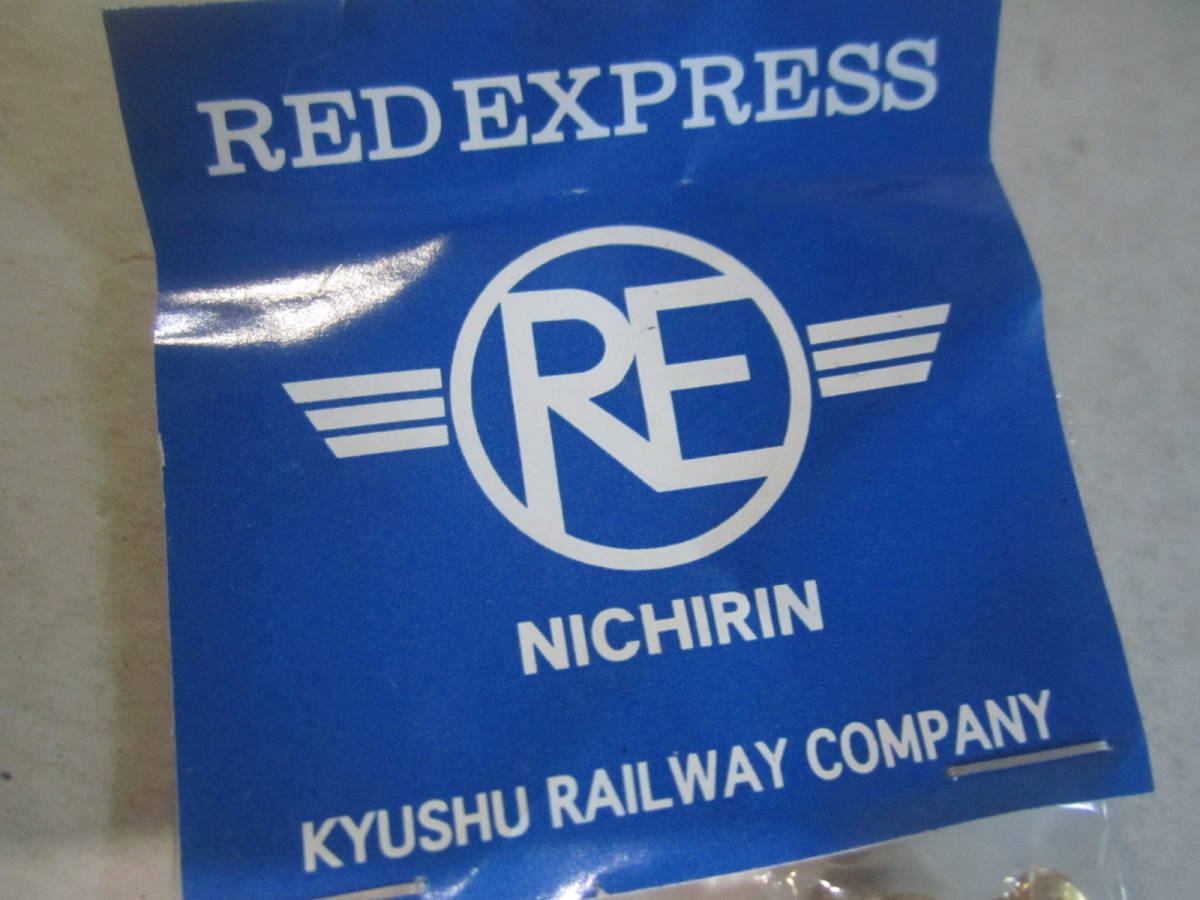 RED EXPRESS
RE
NICHIRIN
KYUSHU RAILWAY COMPANY